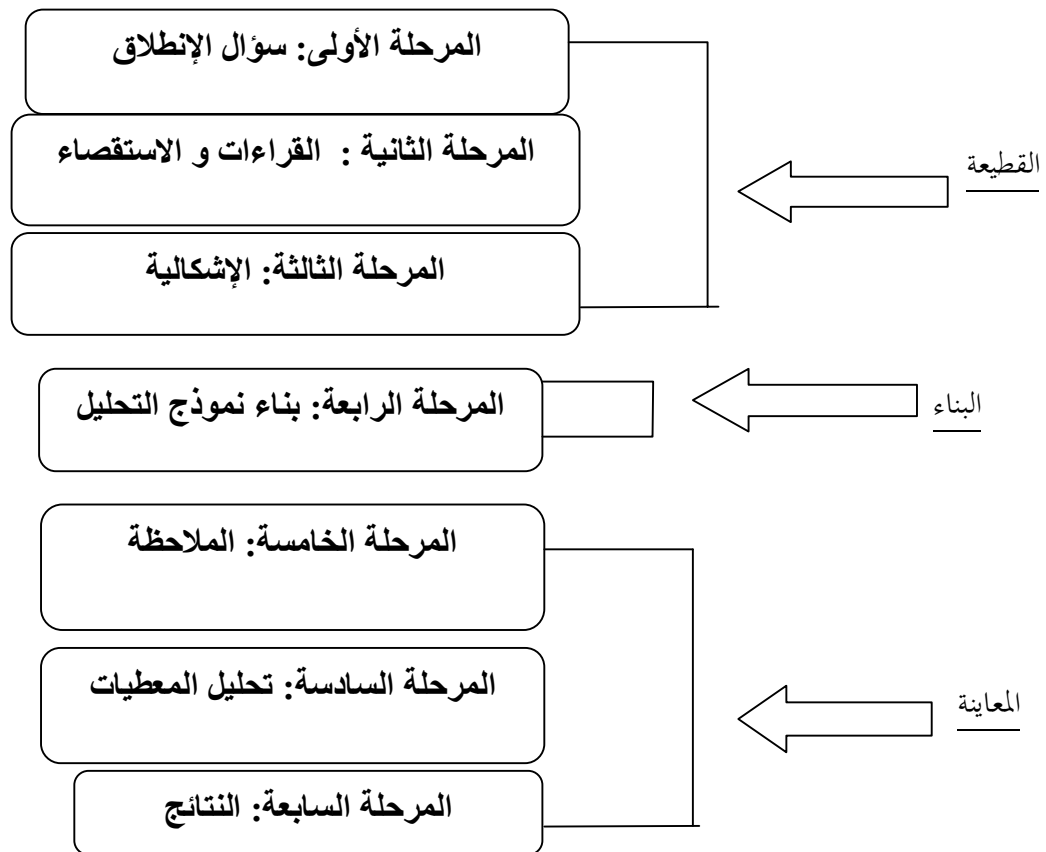 المرحلة الأولى: سؤال الإنطلاق
المرحلة الثانية : القراءات و الاستقصاء
القطيعة
المرحلة الثالثة: الإشكالية
المرحلة الرابعة: بناء نموذج التحليل
البناء
المرحلة الخامسة: الملاحظة
المرحلة السادسة: تحليل المعطيات
المعاينة
المرحلة السابعة: النتائج